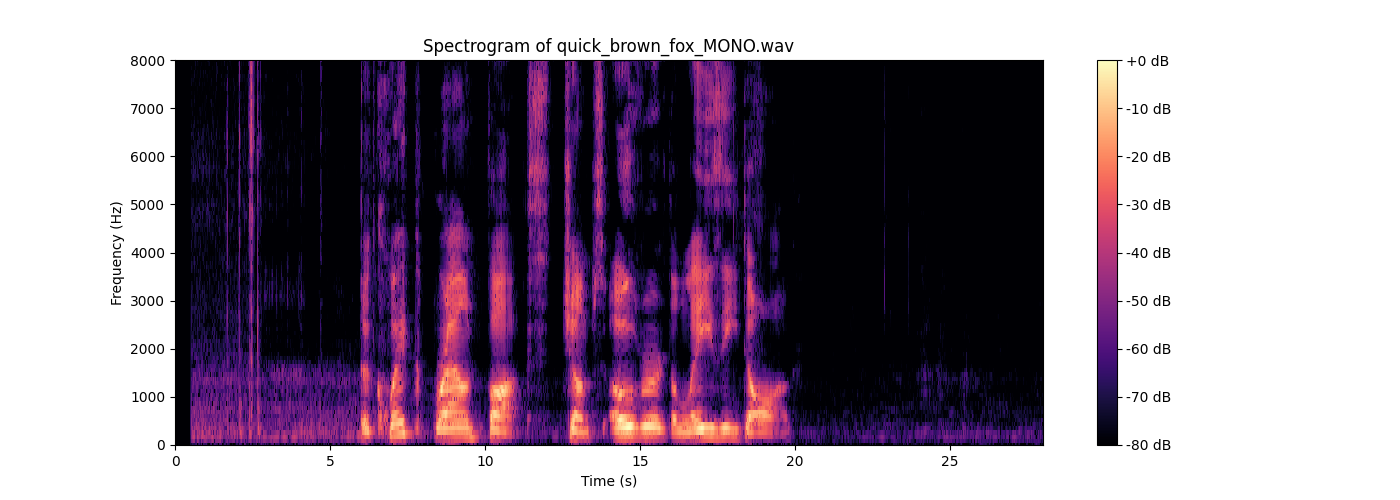 Spectrogram of quick_brown_fox_MONO.wav
8000
7000
6000
5000
4000
3000
2000
1000
0
Frequency (Hz)
0
5
10
15
20
25
Time (s)
+0 dB
-10 dB
-20 dB
-30 dB
-40 dB
-50 dB
-60 dB
-70 dB
-80 dB